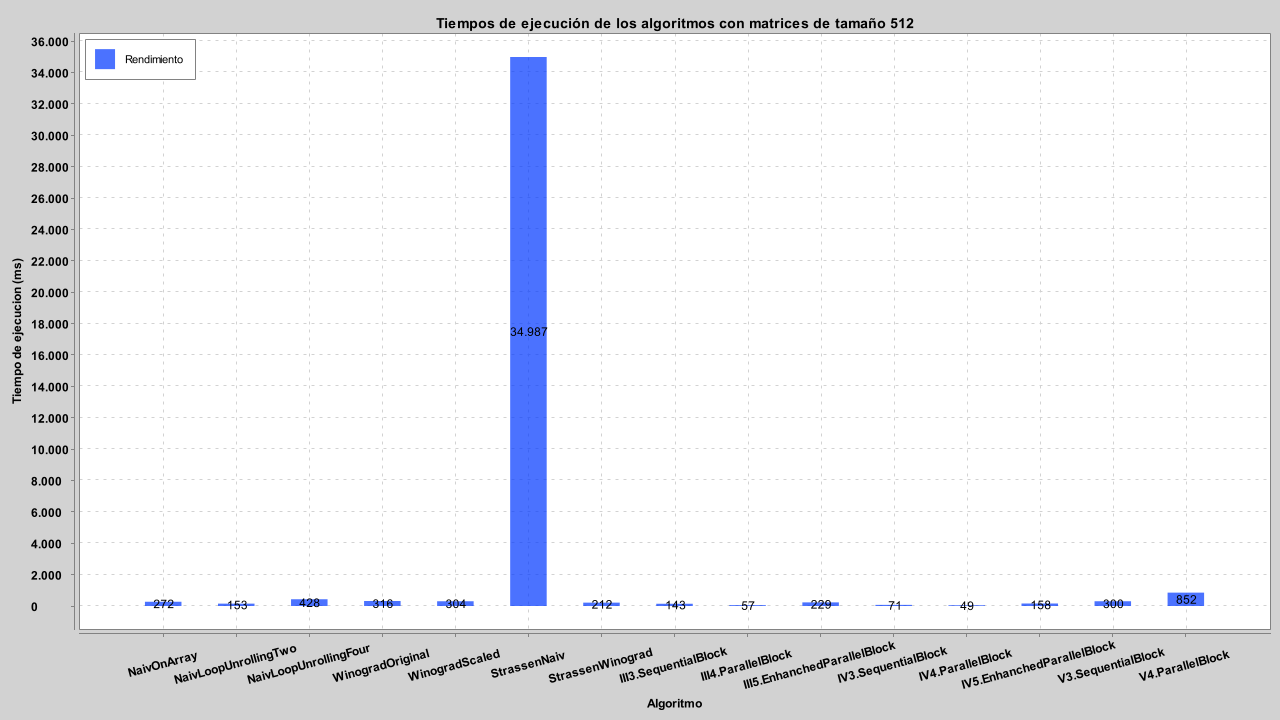 Tiempos de ejecución de los algoritmos con matrices de tamaño 512
Rendimiento
Tiempo de ejecucion (ms)
36.000
34.000
32.000
30.000
28.000
26.000
24.000
22.000
20.000
18.000
16.000
14.000
12.000
10.000
8.000
6.000
4.000
2.000
0
272
153
428
316
304
34.987
212
143
57
229
71
49
158
300
852
NaivOnArray
NaivLoopUnrollingTwo
NaivLoopUnrollingFour
WinogradOriginal
WinogradScaled
StrassenNaiv
StrassenWinograd
III3.SequentialBlock
III4.ParallelBlock
III5.EnhanchedParallelBlock
IV3.SequentialBlock
IV4.ParallelBlock
IV5.EnhanchedParallelBlock
V3.SequentialBlock
V4.ParallelBlock
Algoritmo